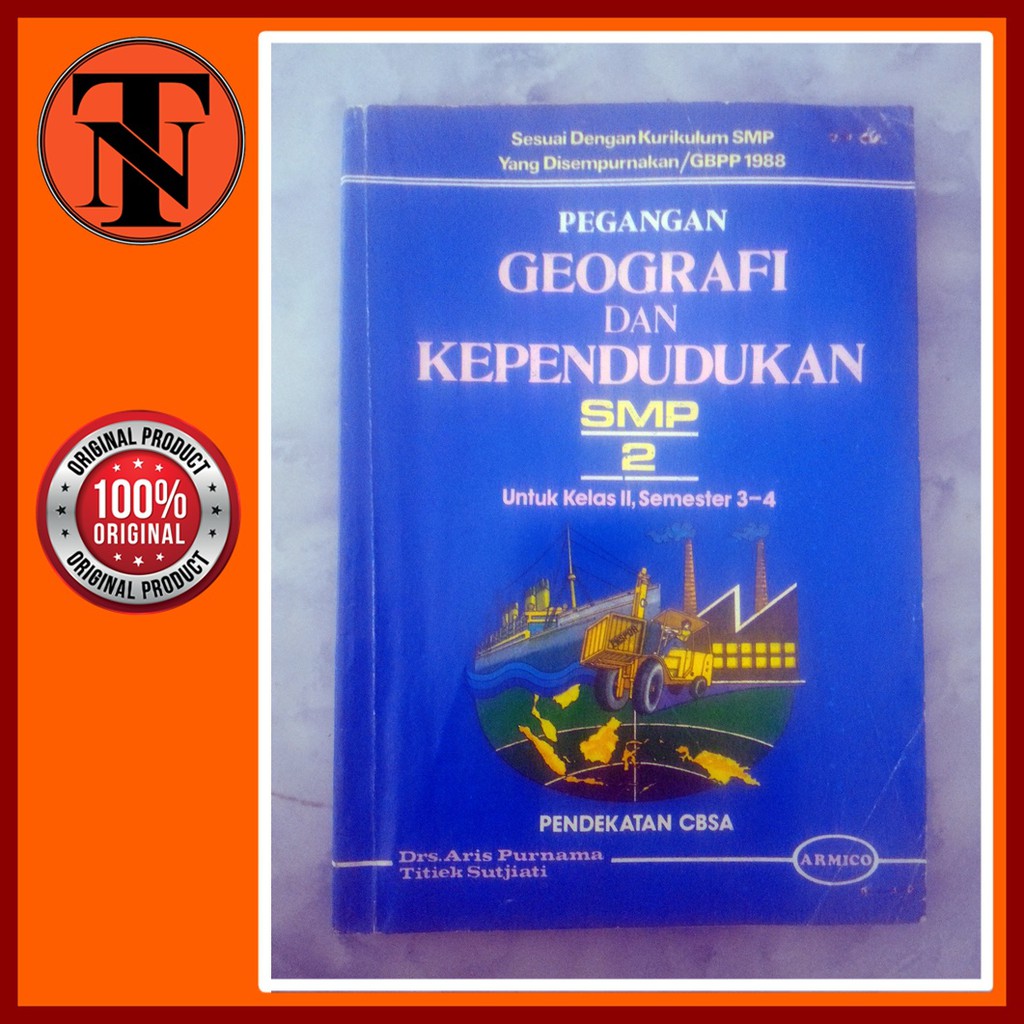 TN
ORIGINAL PRODUCT
100%
ORIGINAL
ORIGINAL PRODUCT
Sesuai Dengan Kurikulum SMP
Yang Disempurnakan/GBPP 1988
PEGANGAN
GEOGRAFI
DAN
KEPENDUDUKAN
SMP
2
Untuk Kelas II, Semester 3-4
PENDEKATAN CBSA
Drs. Aris Purnama
Titiek Sutjiati
ARMICO